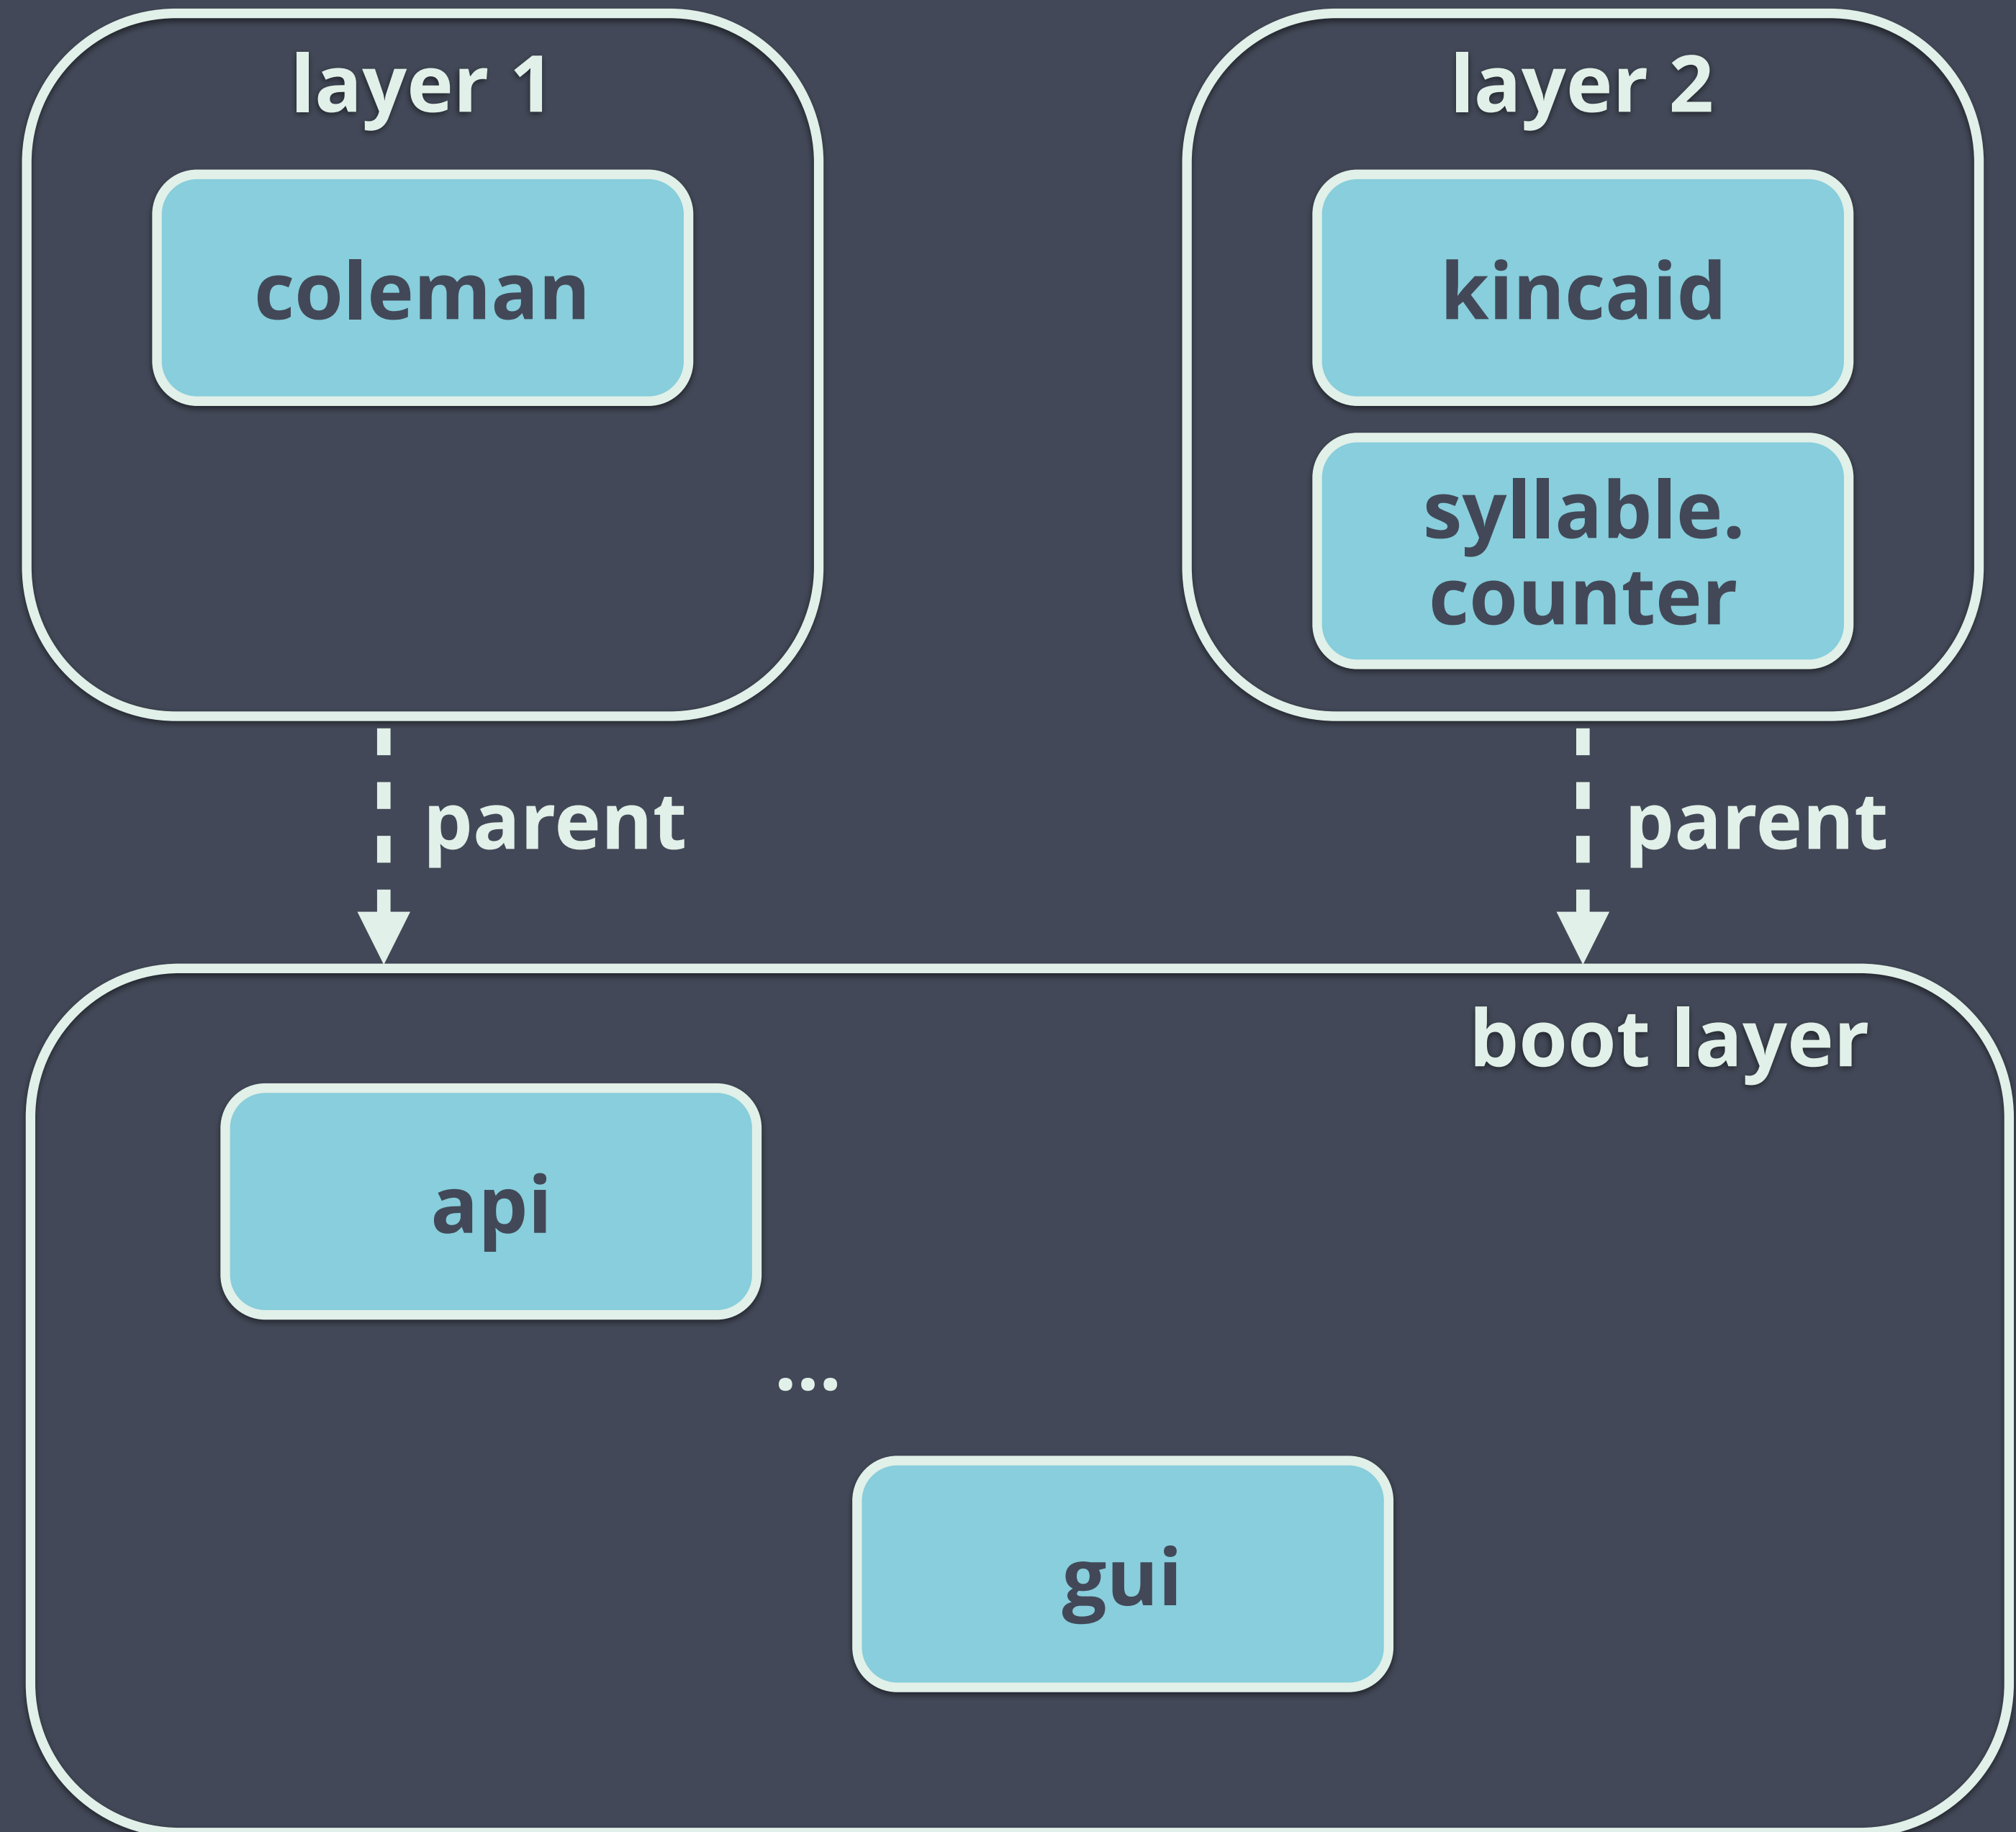 layer 1
coleman
layer 2
kincaid
syllable.
counter
parent
parent
boot layer
api
...
gui